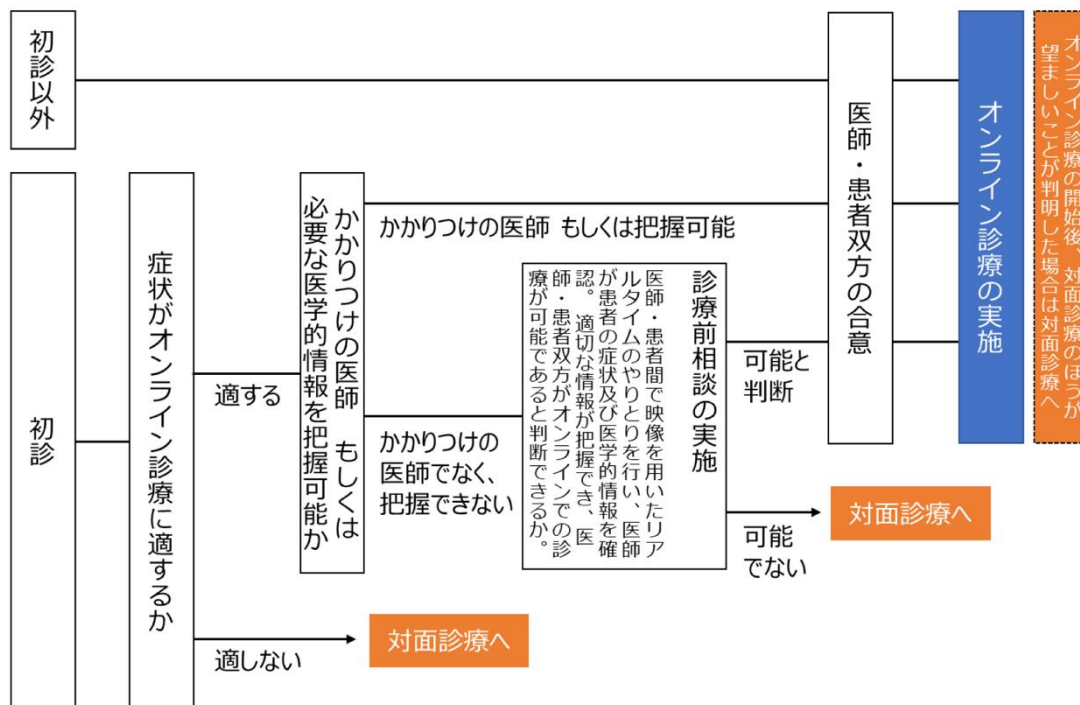 初診以外
初診
症状がオンライン診療に適するか
適する
適しない
対面診療へ
かかりつけの医師 もしくは
必要な医学的情報を把握可能か
かかりつけの医師 もしくは把握可能
かかりつけの
医師でなく、
把握できない
診療前相談の実施
医師・患者間で映像を用いたリア
ルタイムのやりとりを行い、医師
が患者の症状及び医学的情報を確
認。適切な情報が把握でき、医
師・患者双方がオンラインでの診
療が可能であると判断できるか。
可能と
判断
可能
でない
対面診療へ
医師・患者双方の合意
オンライン診療の実施
オンライン診療の開始後、対面診療のほうが
望ましいことが判明した場合は対面診療へ